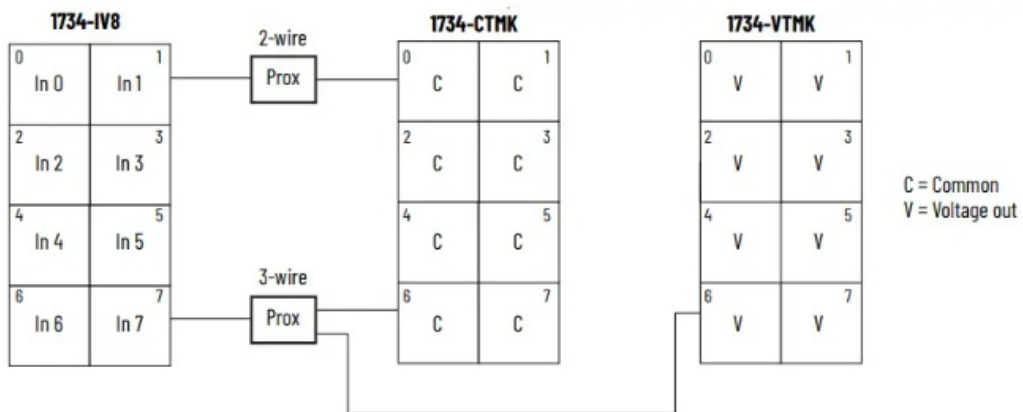 1734-IV8
2-wire
1734-CTMK
1734-VTMK
0 1
In 0 In 1
Prox
0 1
C C
0 1
V V
2 3
In 2 In 3
2 3
C C
2 3
V V
C = Common
V = Voltage out
4 5
In 4 In 5
4 5
C C
4 5
V V
3-wire
6 7
In 6 In 7
Prox
6 7
C C
6 7
V V